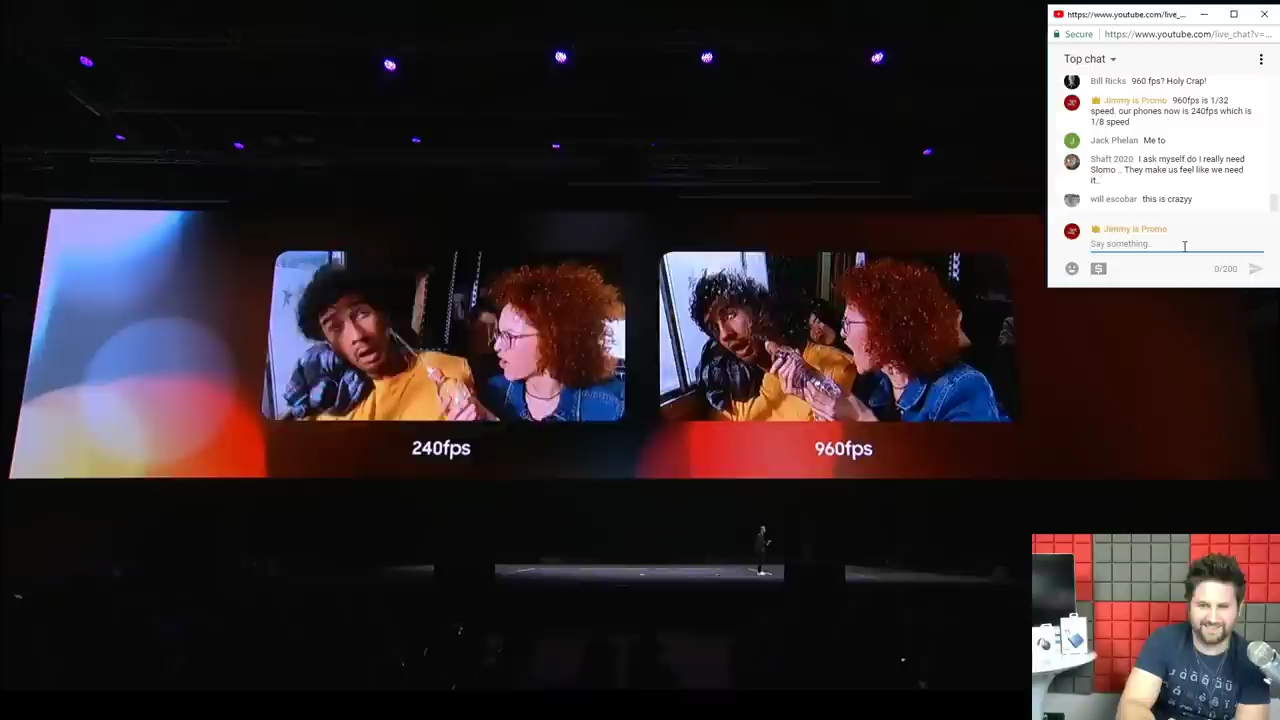 https://www.youtube.com/live_...
Secure
https://www.youtube.com/live_chat?v=...
Top chat
Bill Ricks 960 fps? Holy Crap!
Jimmy is Promo 960fps is 1/32
speed. our phones now is 240fps which is
1/8 speed
J
Jack Phelan Me to
Shaft 2020 I ask myself do I really need
Slomo .. They make us feel like we need
it..
will escobar this is crazyy
Jimmy is Promo
Say something...
0/200
240fps
960fps